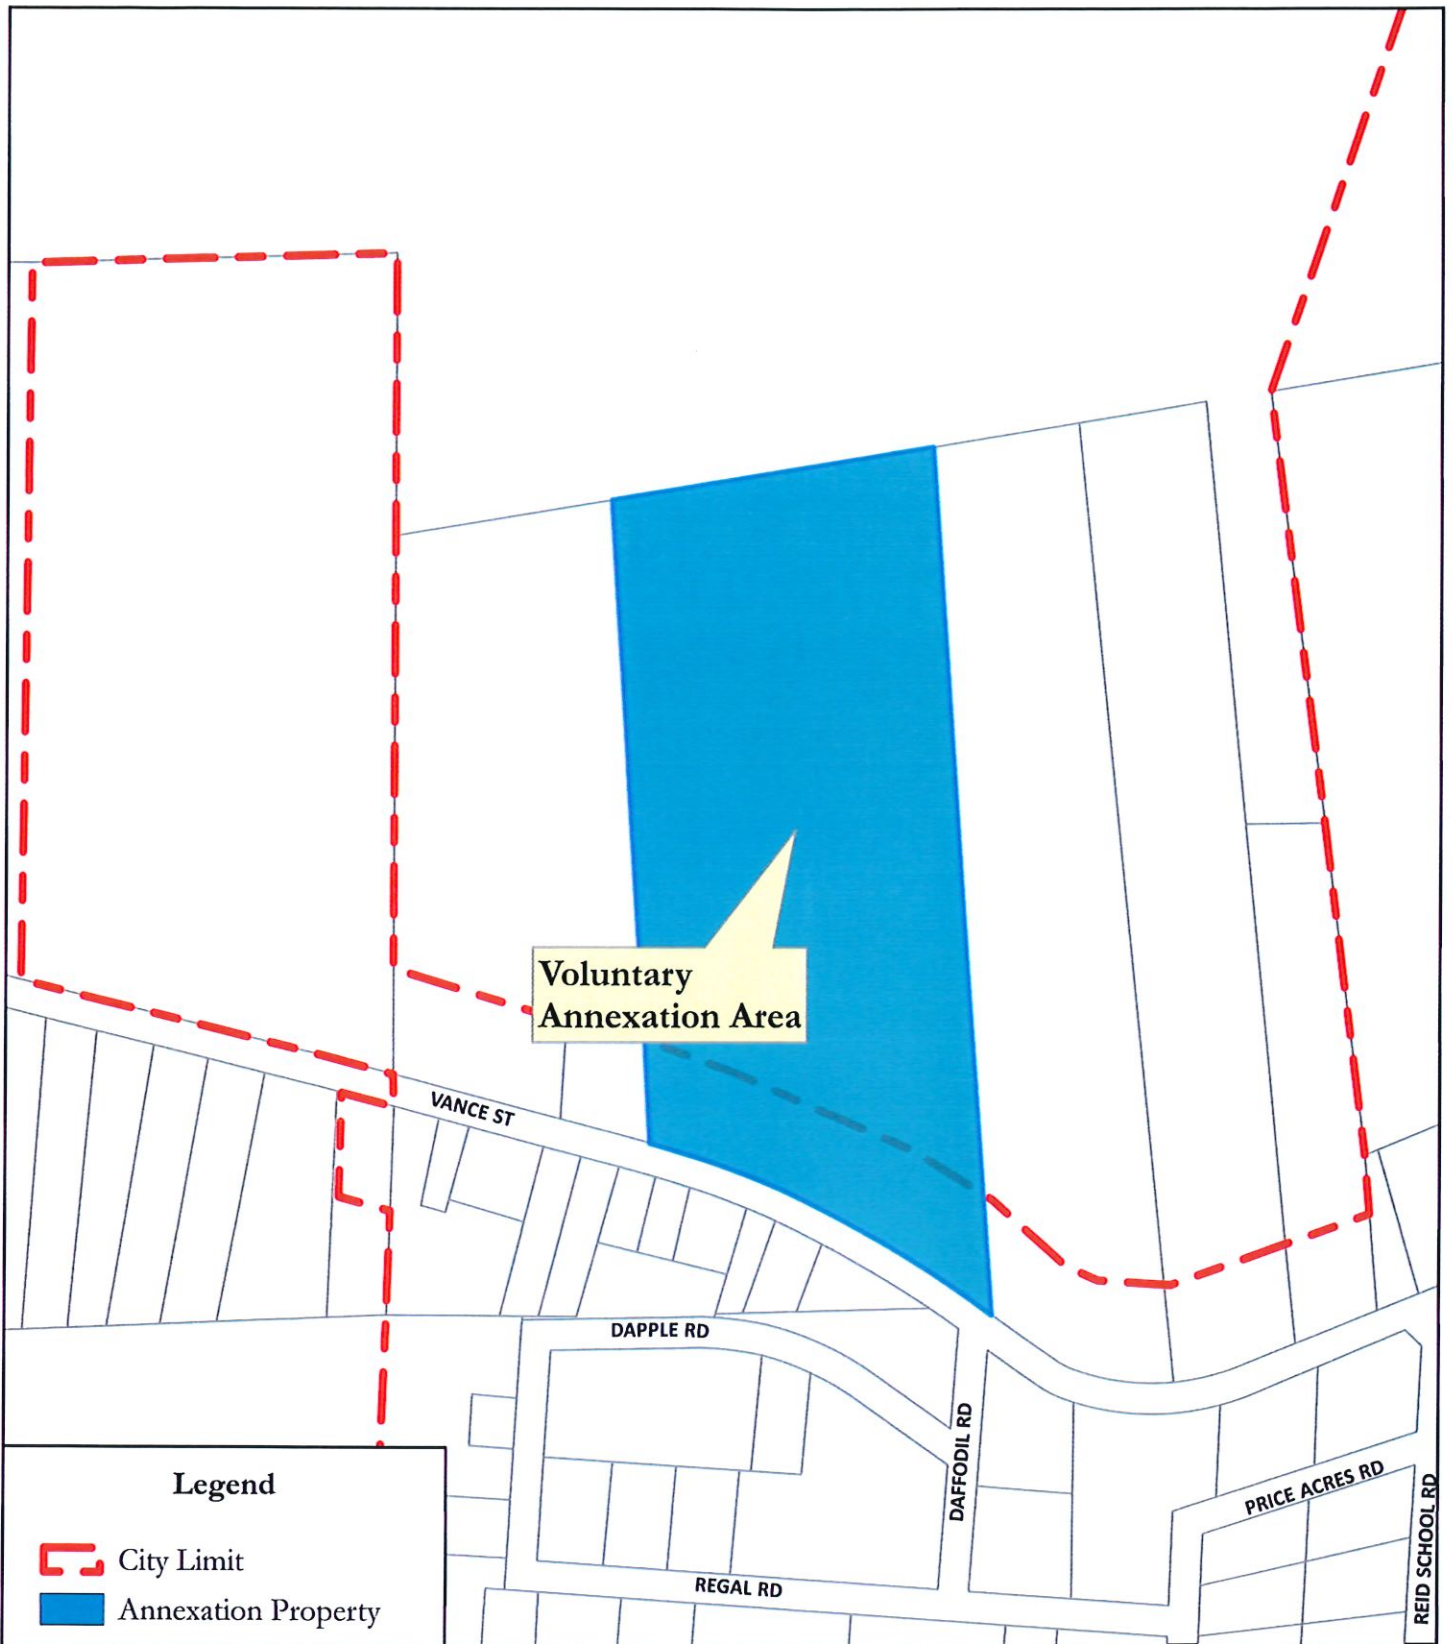 Voluntary
Annexation Area
VANCE ST
DAPPLE RD
DAFFODIL RD
PRICE ACRES RD
REID SCHOOL RD
REGAL RD
Legend
City Limit
Annexation Property